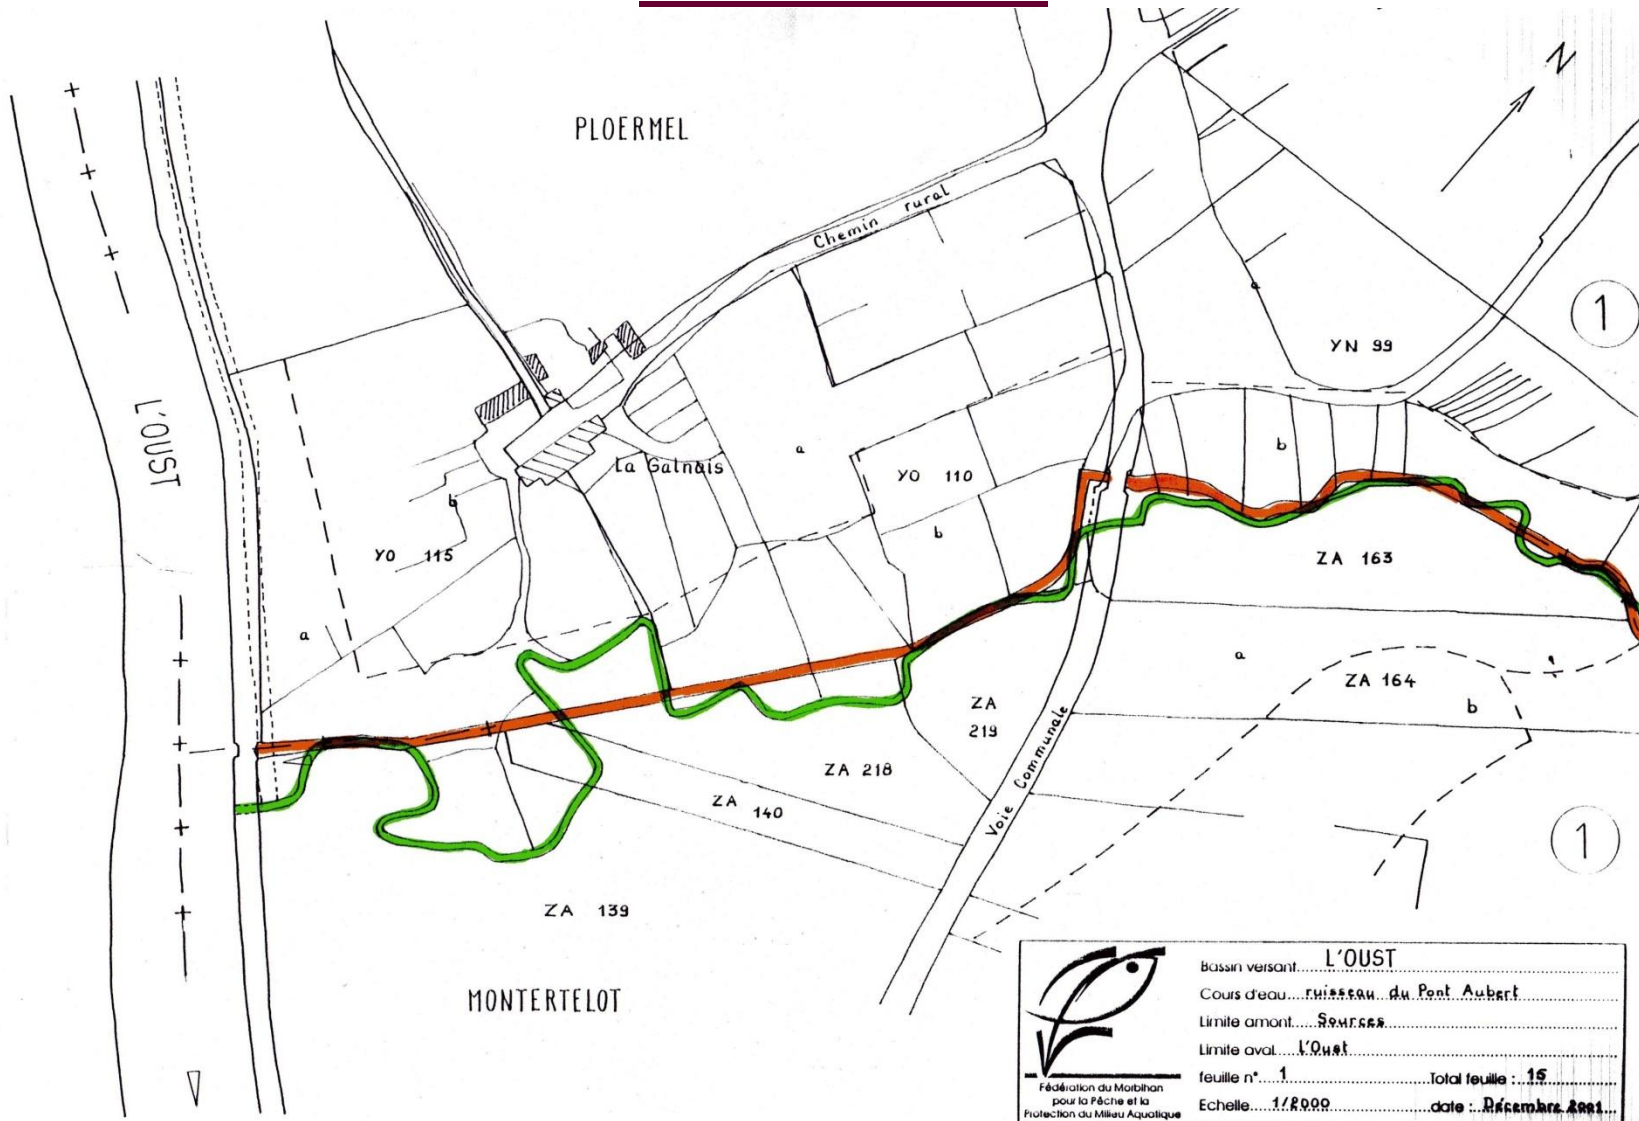 N
PLOERMEL
Chemin rural
a
1
YN 99
L'OUST
La Galnais
a
b
YO 110
b
b
YO 115
ZA 163
a
a
ZA 164
b
ZA
219
ZA 218
ZA
140
Voie Communale
1
ZA 139
MONTERTELOT
Bassin versant L'OUST
Cours d'eau ruisseau du Pont Aubert
Limite amont Sources
Limite aval l'Oust
feuille n° 1 Total feuille : 15
Echelle 1/2000 date : Décembre 2001
Fédération du Morbihan
pour la Pêche et la
Protection du Milieu Aquatique